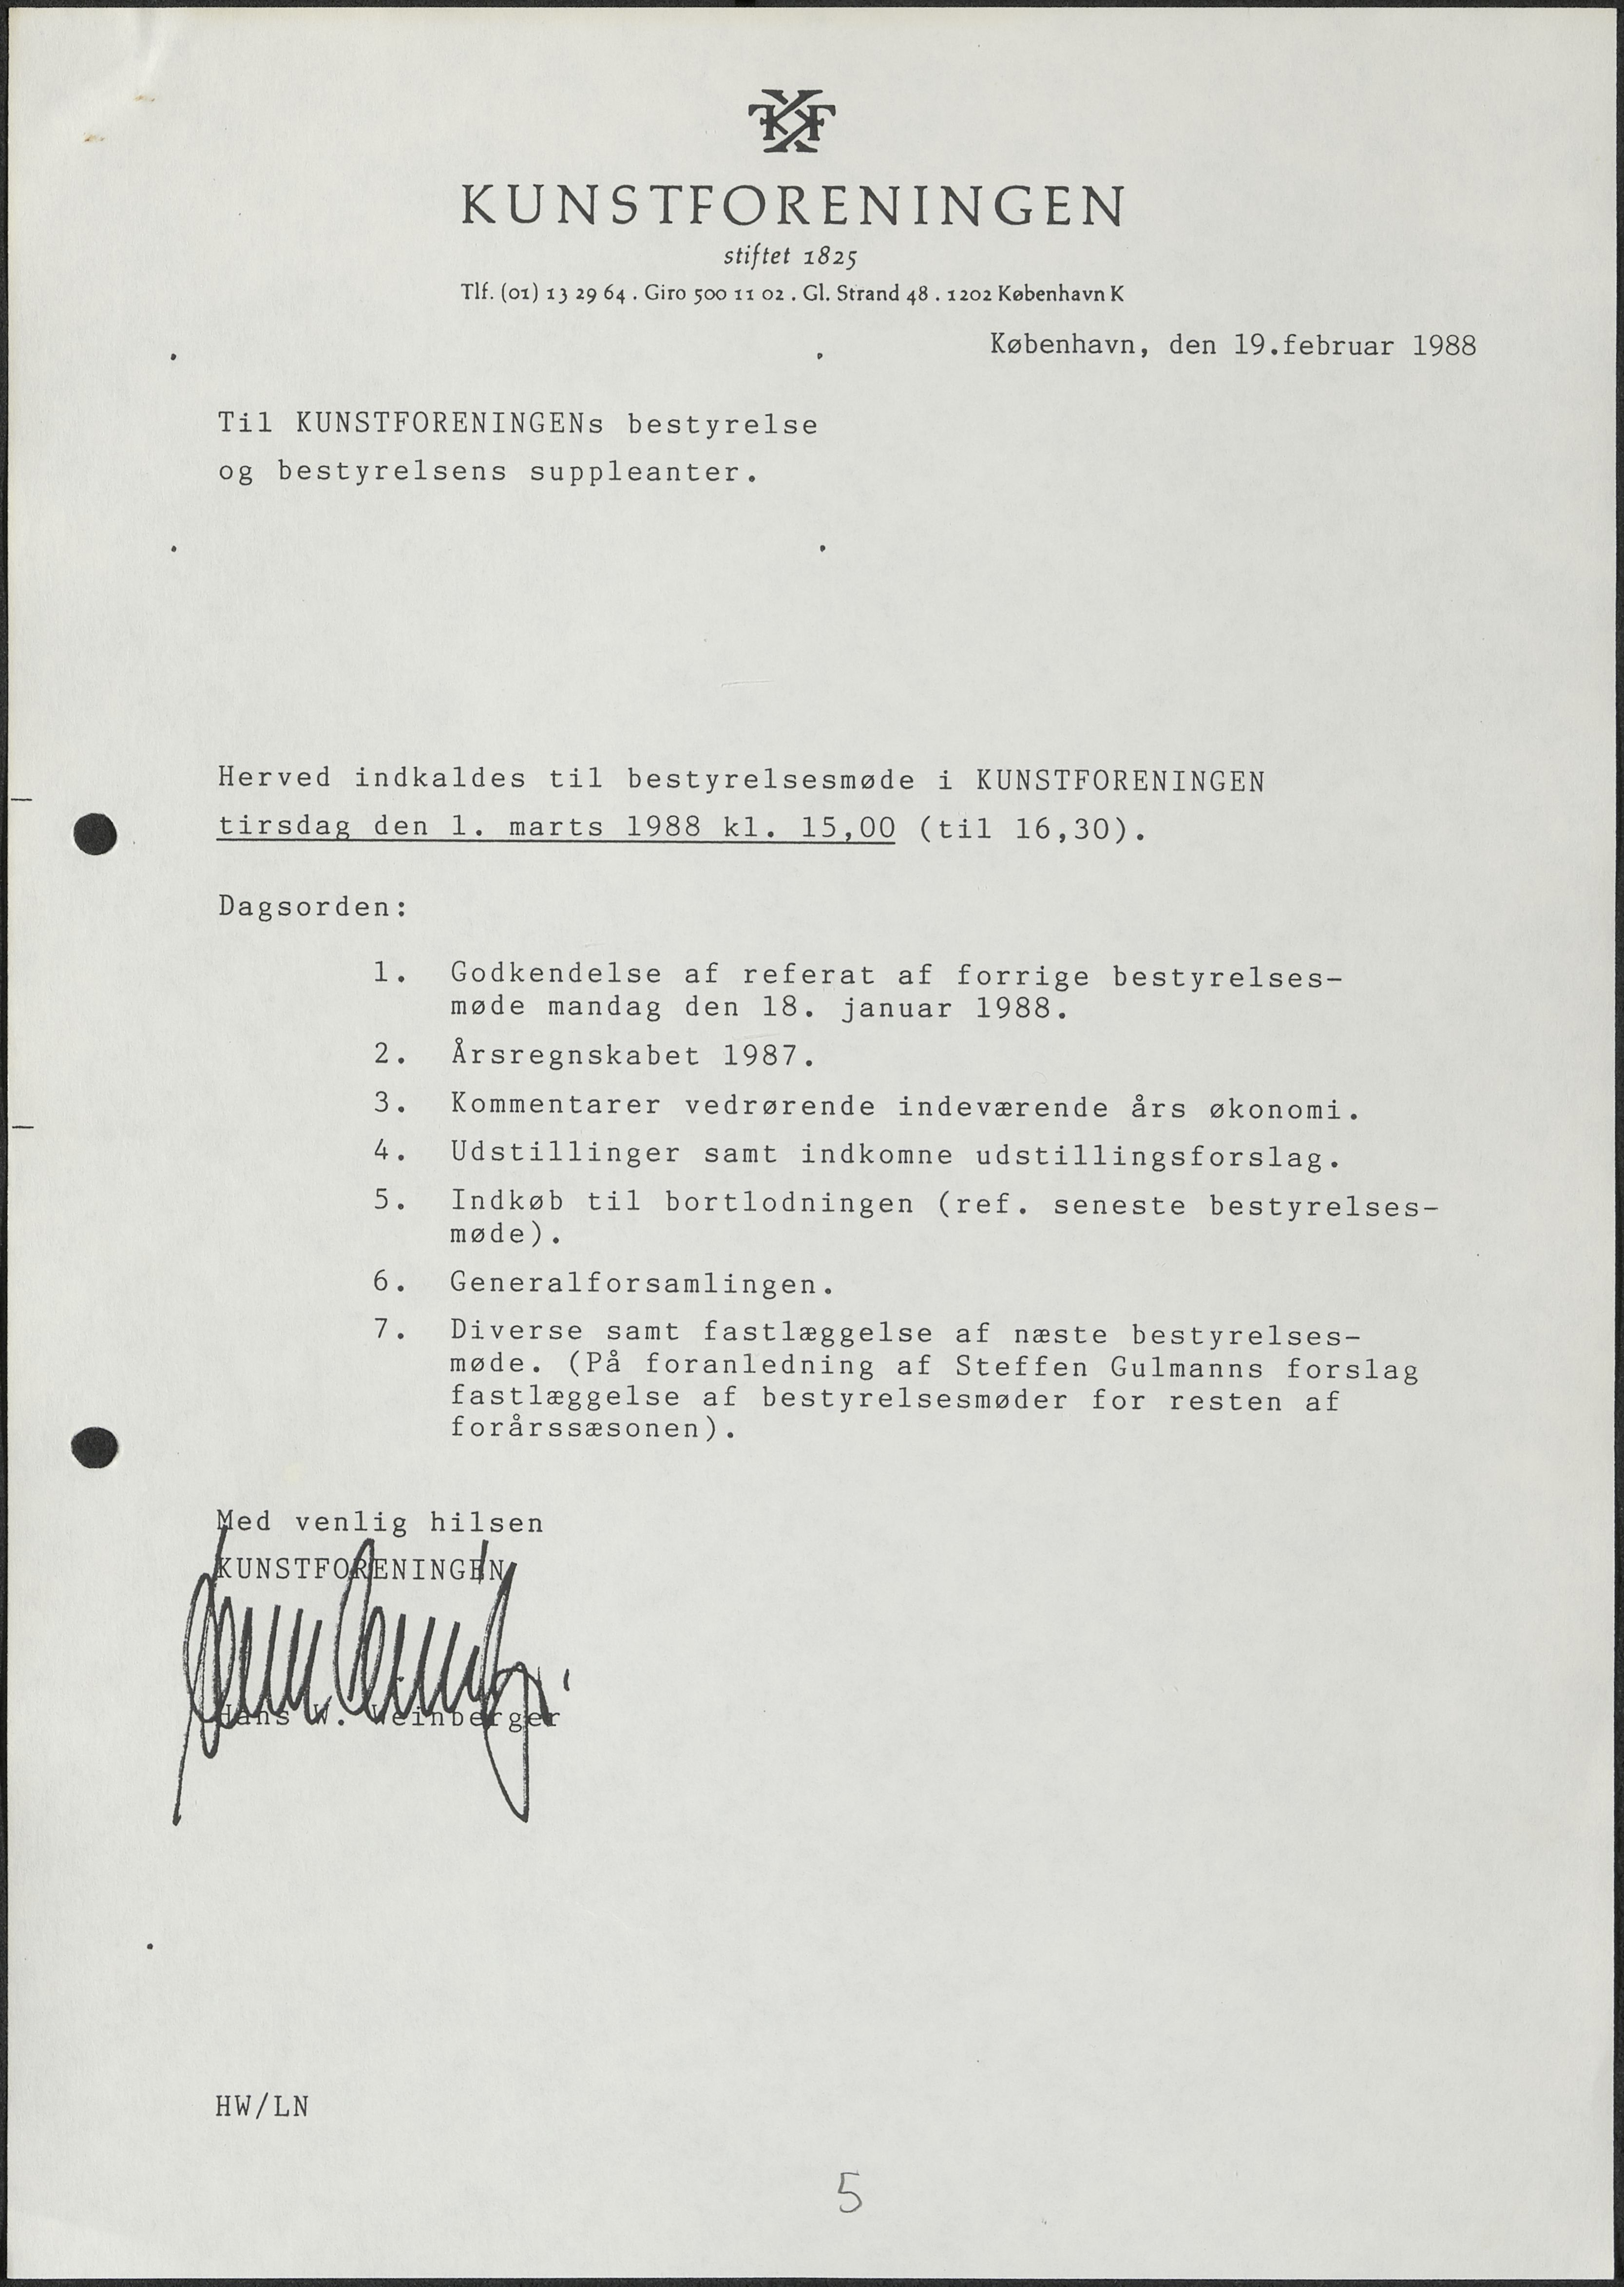 KUNSTFORENINGEN
stiftet 1825
Tlf. (01) 13 29 64 . Giro 500 11 02 . Gl. Strand 48 . 1202 København K
København, den 19.februar 1988
Til KUNSTFORENINGENs bestyrelse
og bestyrelsens suppleanter.
Herved indkaldes til bestyrelsesmøde i KUNSTFORENINGEN
tirsdag den 1. marts 1988 kl. 15,00 (til 16,30).
Dagsorden:
1. Godkendelse af referat af forrige bestyrelses-
møde mandag den 18. januar 1988.
2. Årsregnskabet 1987.
3. Kommentarer vedrørende indeværende års økonomi.
4. Udstillinger samt indkomne udstillingsforslag.
5. Indkøb til bortlodningen (ref. seneste bestyrelses-
møde).
6. Generalforsamlingen.
7. Diverse samt fastlæggelse af næste bestyrelses-
møde. (På foranledning af Steffen Gulmanns forslag
fastlæggelse af bestyrelsesmøder for resten af
forårssæsonen).
Med venlig hilsen
KUNSTFORENINGEN
Hans W. Weinberger
HW/LN
5